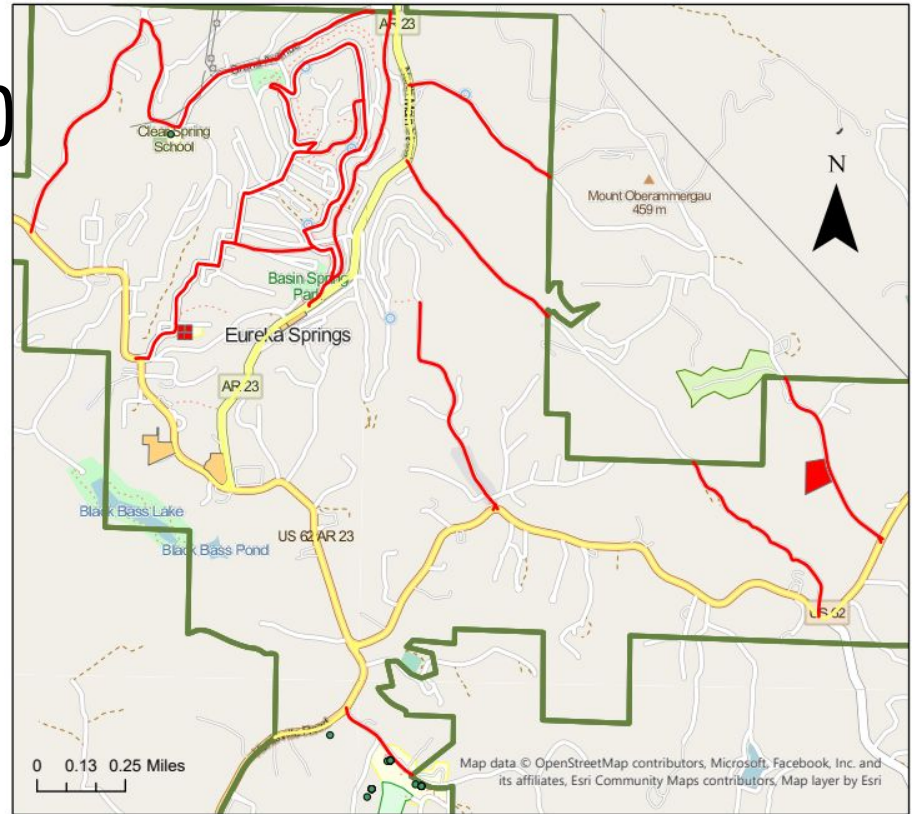 AR 23
Grand Avenue
Clear Spring
School
Mount Oberammergau
459 m
N
Basin Spring
Park
Eureka Springs
AR 23
Black Bass Lake
Black Bass Pond
US 62;AR 23
US 62
0 0.13 0.25 Miles
Map data © OpenStreetMap contributors, Microsoft, Facebook, Inc. and
its affiliates, Esri Community Maps contributors, Map layer by Esri